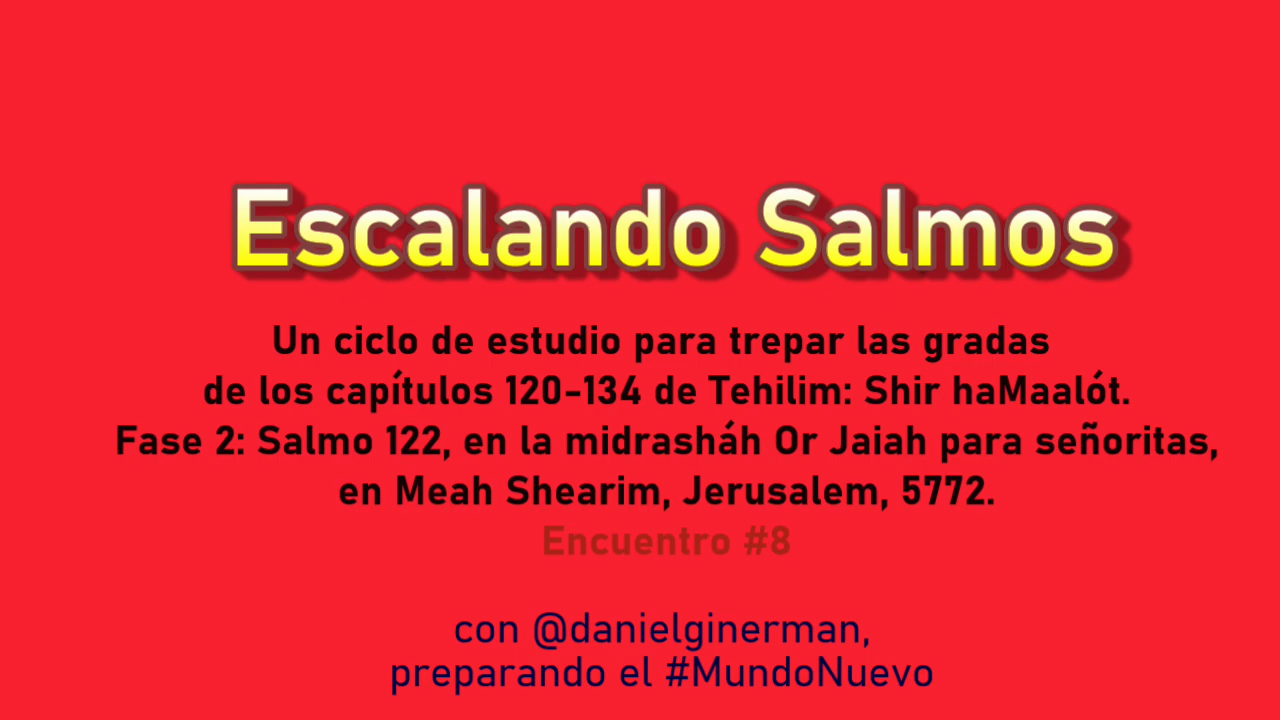 Escalando Salmos
Un ciclo de estudio para trepar las gradas
de los capítulos 120-134 de Tehilim: Shir haMaalót.
Fase 2: Salmo 122, en la midrasháh Or Jaiah para señoritas,
en Meah Shearim, Jerusalem, 5772.
Encuentro #8
con @danielginerman,
preparando el #MundoNuevo